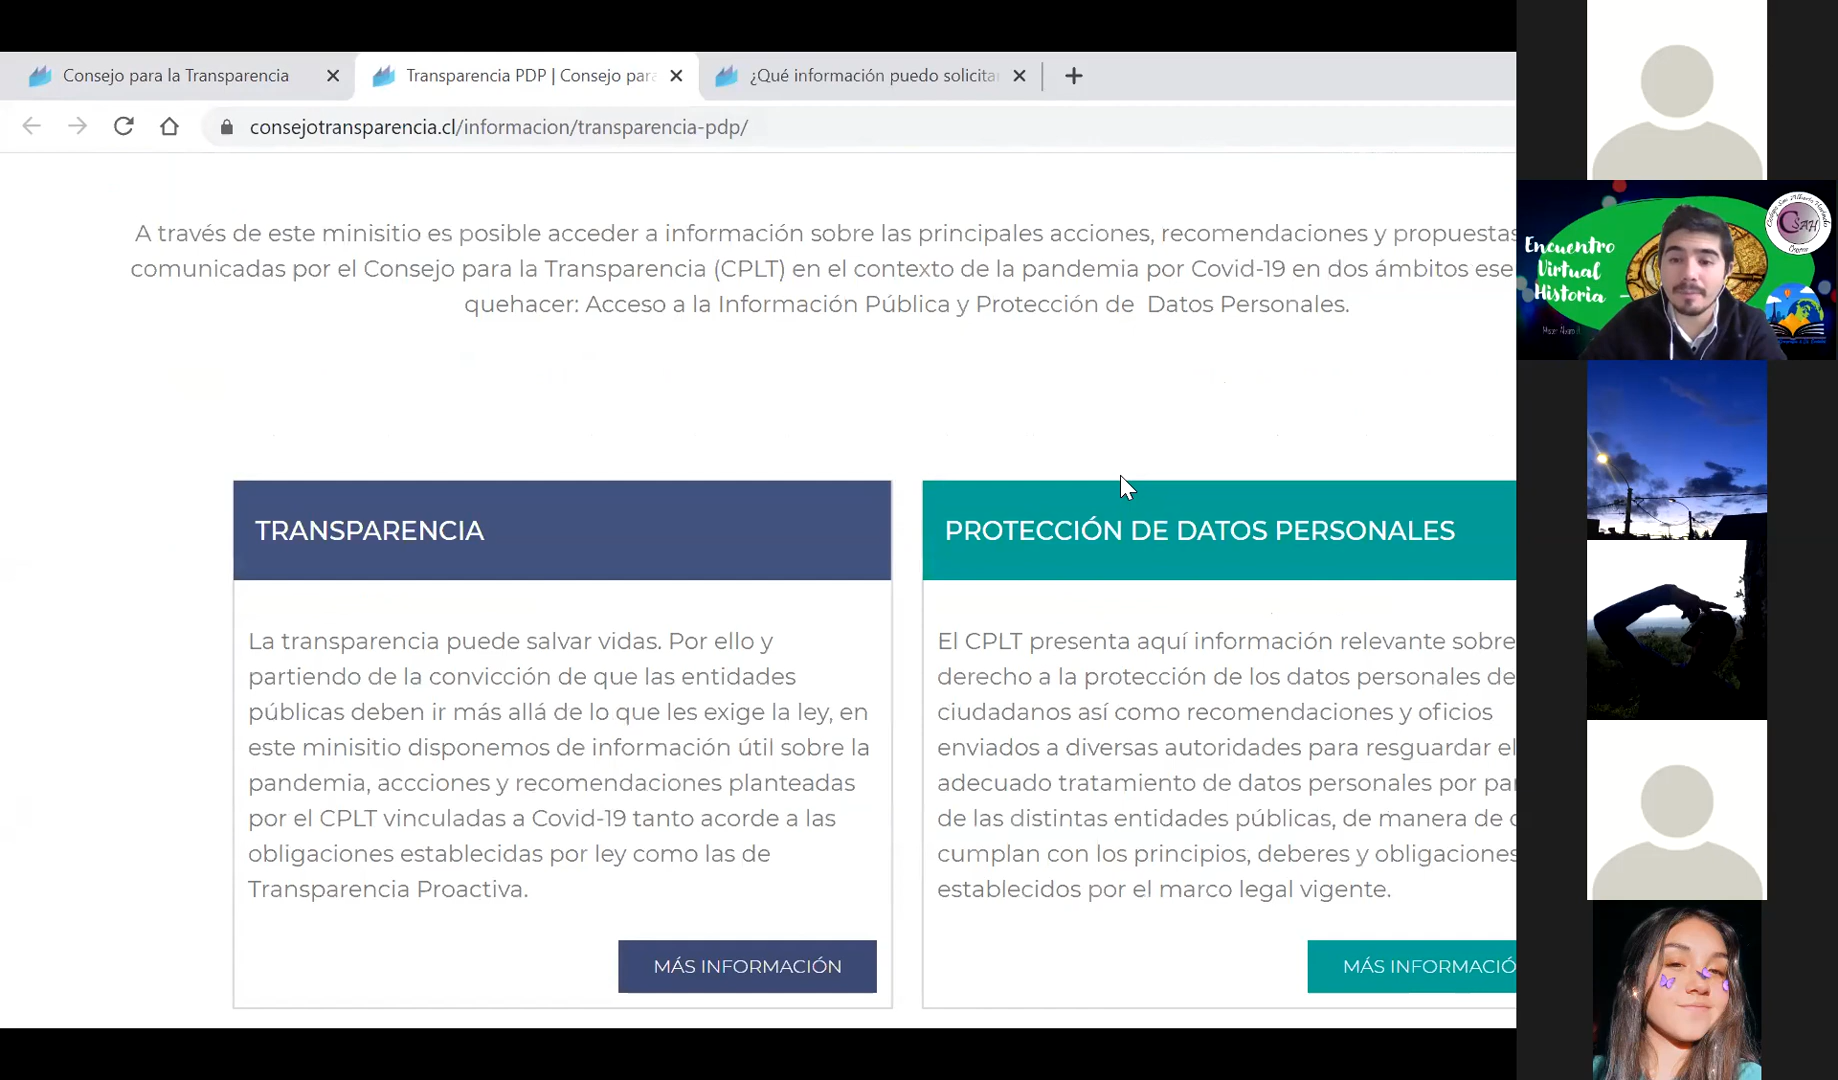 Consejo para la Transparencia
Transparencia PDP | Consejo para
¿Qué información puedo solicitar
consejotransparencia.cl/informacion/transparencia-pdp/
A través de este minisitio es posible acceder a información sobre las principales acciones, recomendaciones y propuestas
comunicadas por el Consejo para la Transparencia (CPLT) en el contexto de la pandemia por Covid-19 en dos ámbitos ese
quehacer: Acceso a la Información Pública y Protección de Datos Personales.
TRANSPARENCIA
La transparencia puede salvar vidas. Por ello y
partiendo de la convicción de que las entidades
públicas deben ir más allá de lo que les exige la ley, en
este minisitio disponemos de información útil sobre la
pandemia, accciones y recomendaciones planteadas
por el CPLT vinculadas a Covid-19 tanto acorde a las
obligaciones establecidas por ley como las de
Transparencia Proactiva.
MÁS INFORMACIÓN
PROTECCIÓN DE DATOS PERSONALES
El CPLT presenta aquí información relevante sobre
derecho a la protección de los datos personales de
ciudadanos así como recomendaciones y oficios
enviados a diversas autoridades para resguardar el
adecuado tratamiento de datos personales por par
de las distintas entidades públicas, de manera de
cumplan con los principios, deberes y obligaciones
establecidos por el marco legal vigente.
MÁS INFORMACIÓ
Encuentro
Virtual
Historia
CSAH